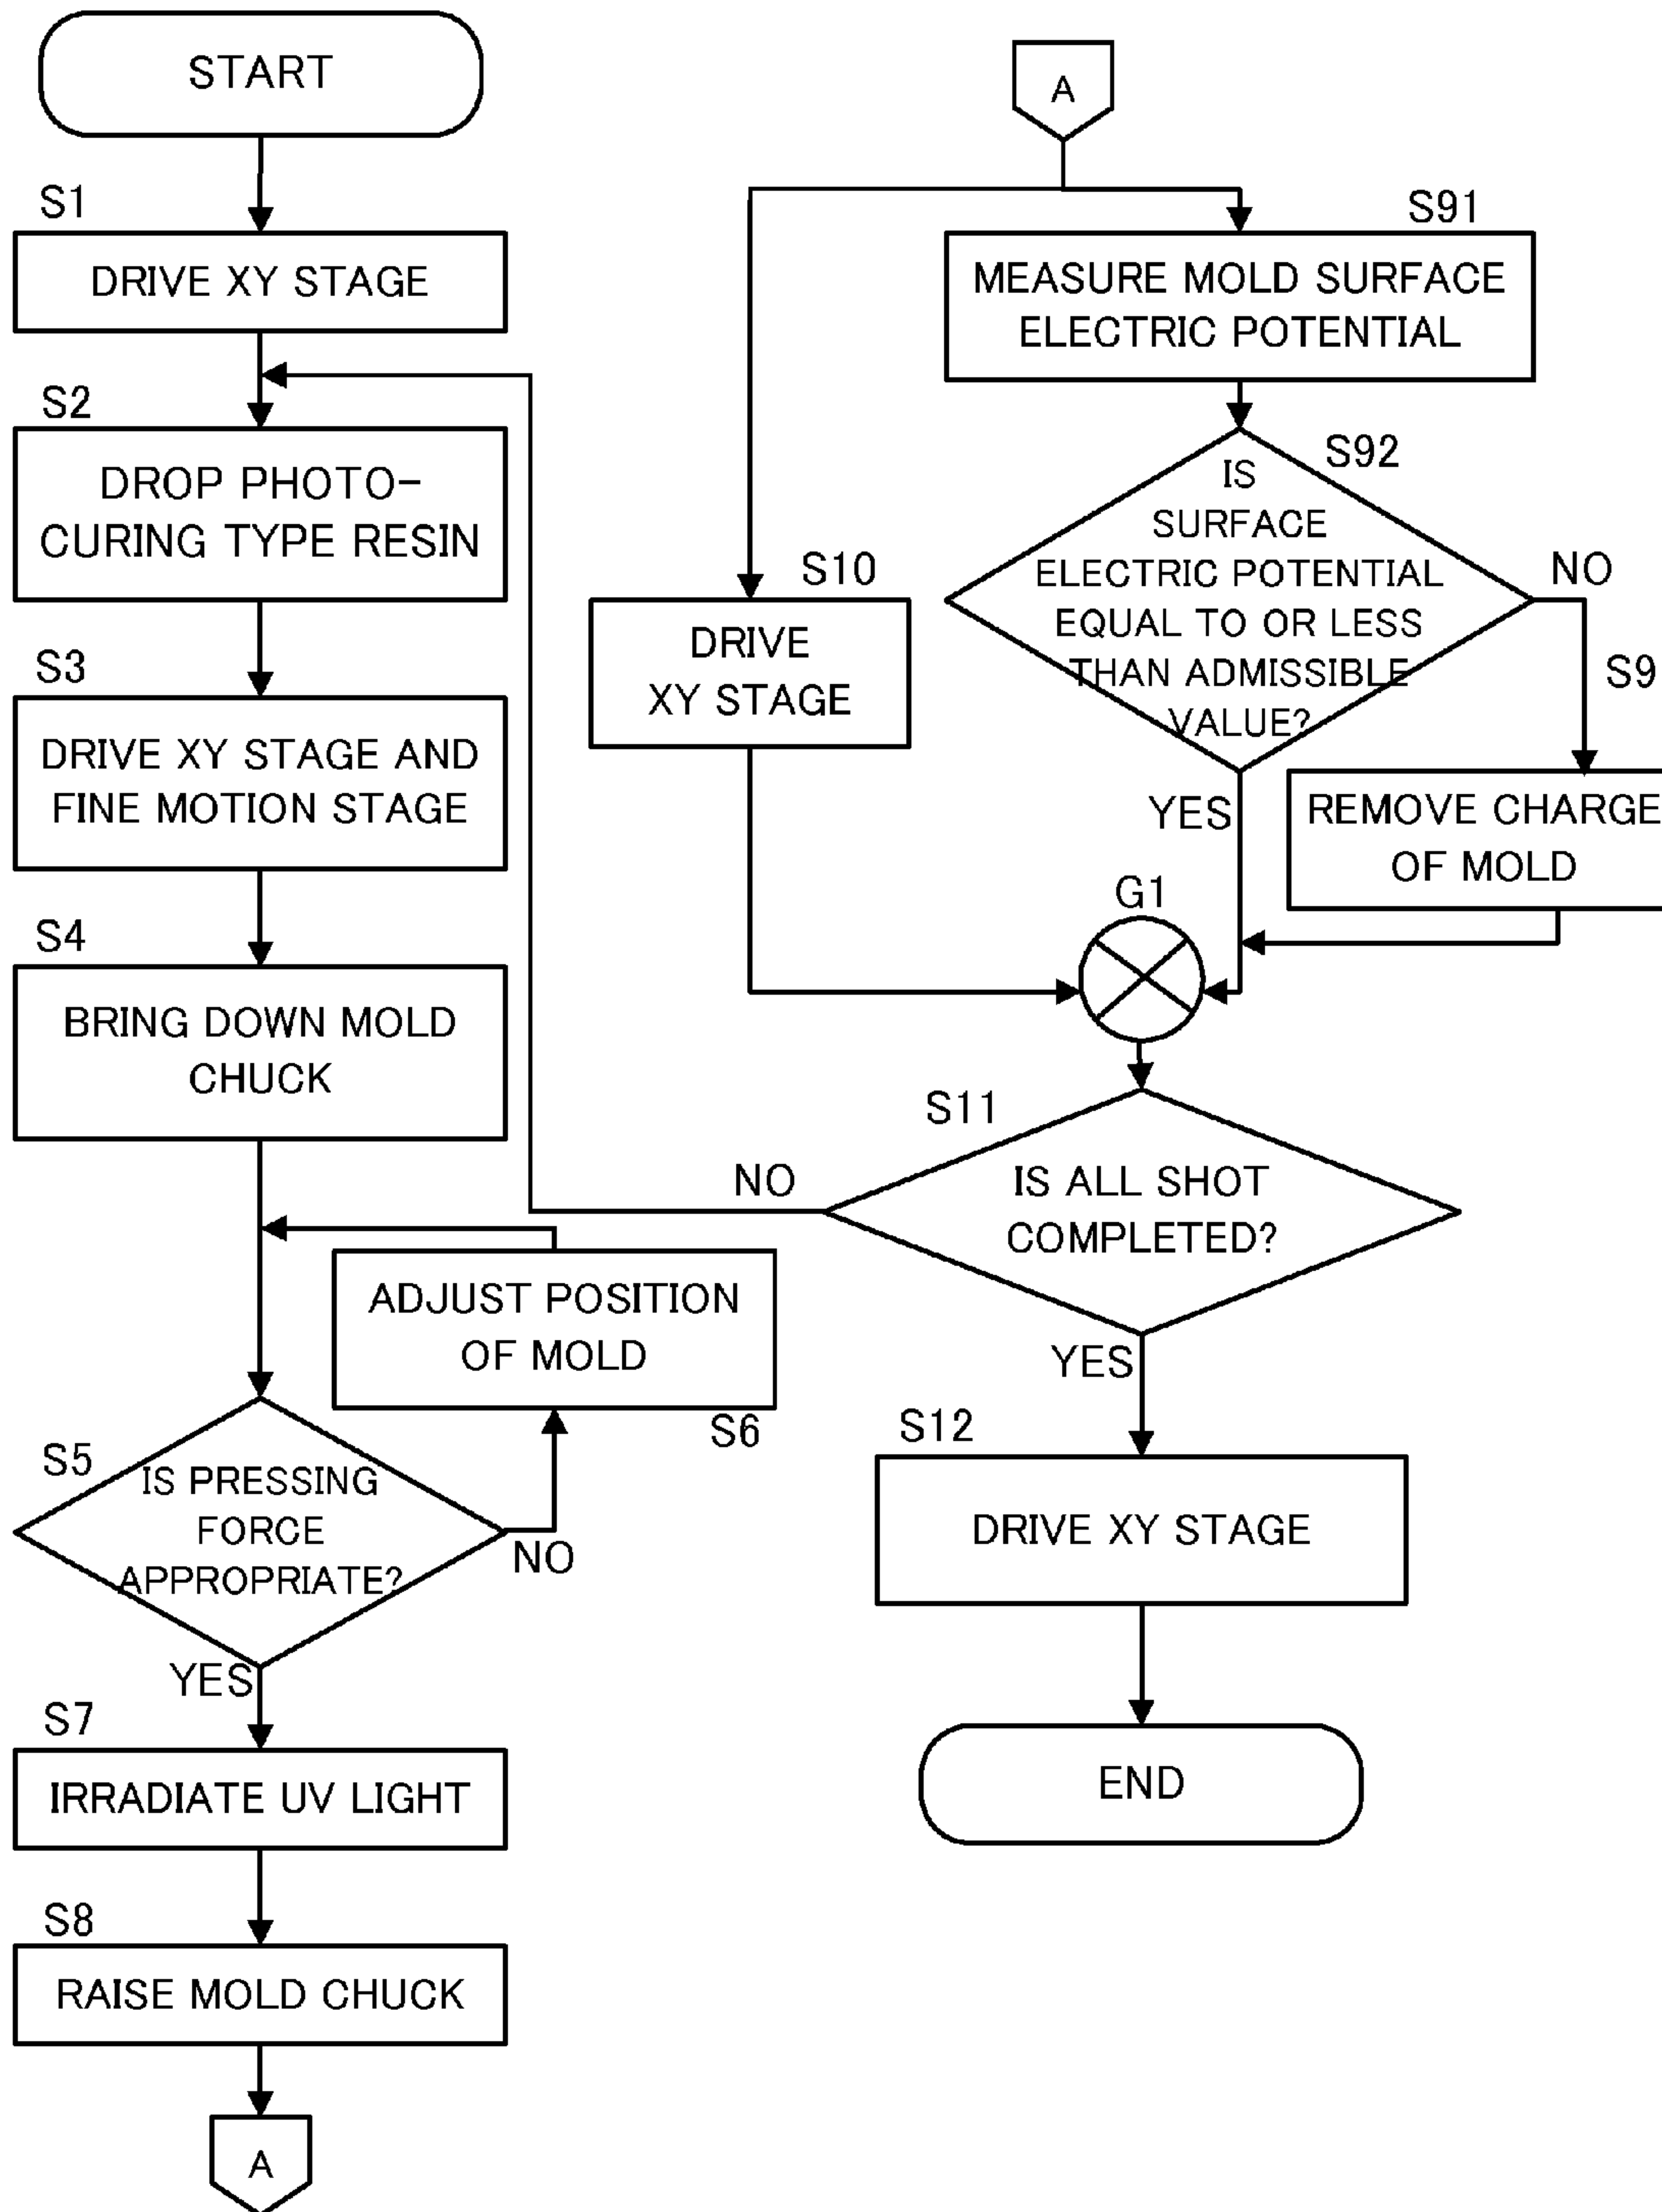 START
S1
DRIVE XY STAGE
S2
DROP PHOTO-
CURING TYPE RESIN
S3
DRIVE XY STAGE AND
FINE MOTION STAGE
S4
BRING DOWN MOLD
CHUCK
ADJUST POSITION
OF MOLD
S6
S5
IS PRESSING
FORCE
APPROPRIATE?
NO
YES
S7
IRRADIATE UV LIGHT
S8
RAISE MOLD CHUCK
A
A
S91
MEASURE MOLD SURFACE
ELECTRIC POTENTIAL
S92
IS
SURFACE
ELECTRIC POTENTIAL
EQUAL TO OR LESS
THAN ADMISSIBLE
VALUE?
NO
S10
DRIVE
XY STAGE
S9
YES
REMOVE CHARGE
OF MOLD
G1
S11
NO
IS ALL SHOT
COMPLETED?
YES
S12
DRIVE XY STAGE
END